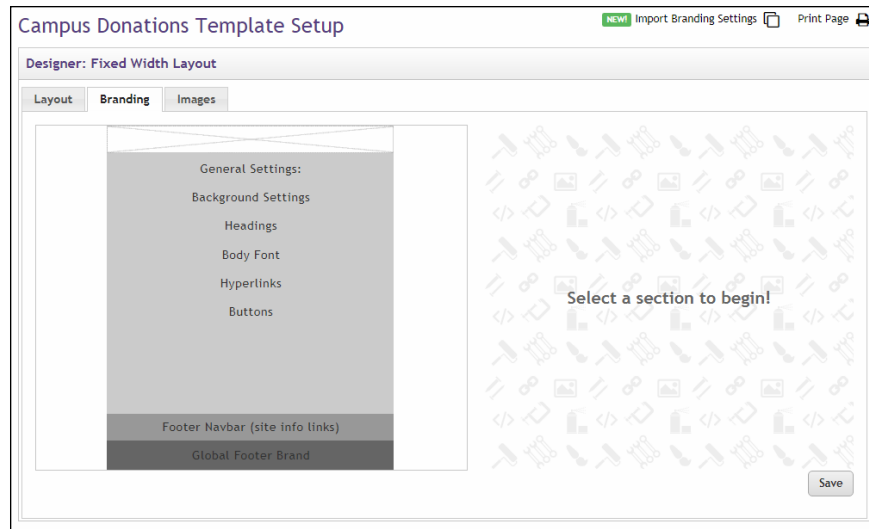 Campus Donations Template Setup
NEW! Import Branding Settings Print Page
Designer: Fixed Width Layout
Layout Branding Images
General Settings:
Background Settings
Headings
Body Font
Hyperlinks
Buttons
Select a section to begin!
Footer Navbar (site info links)
Global Footer Brand
Save